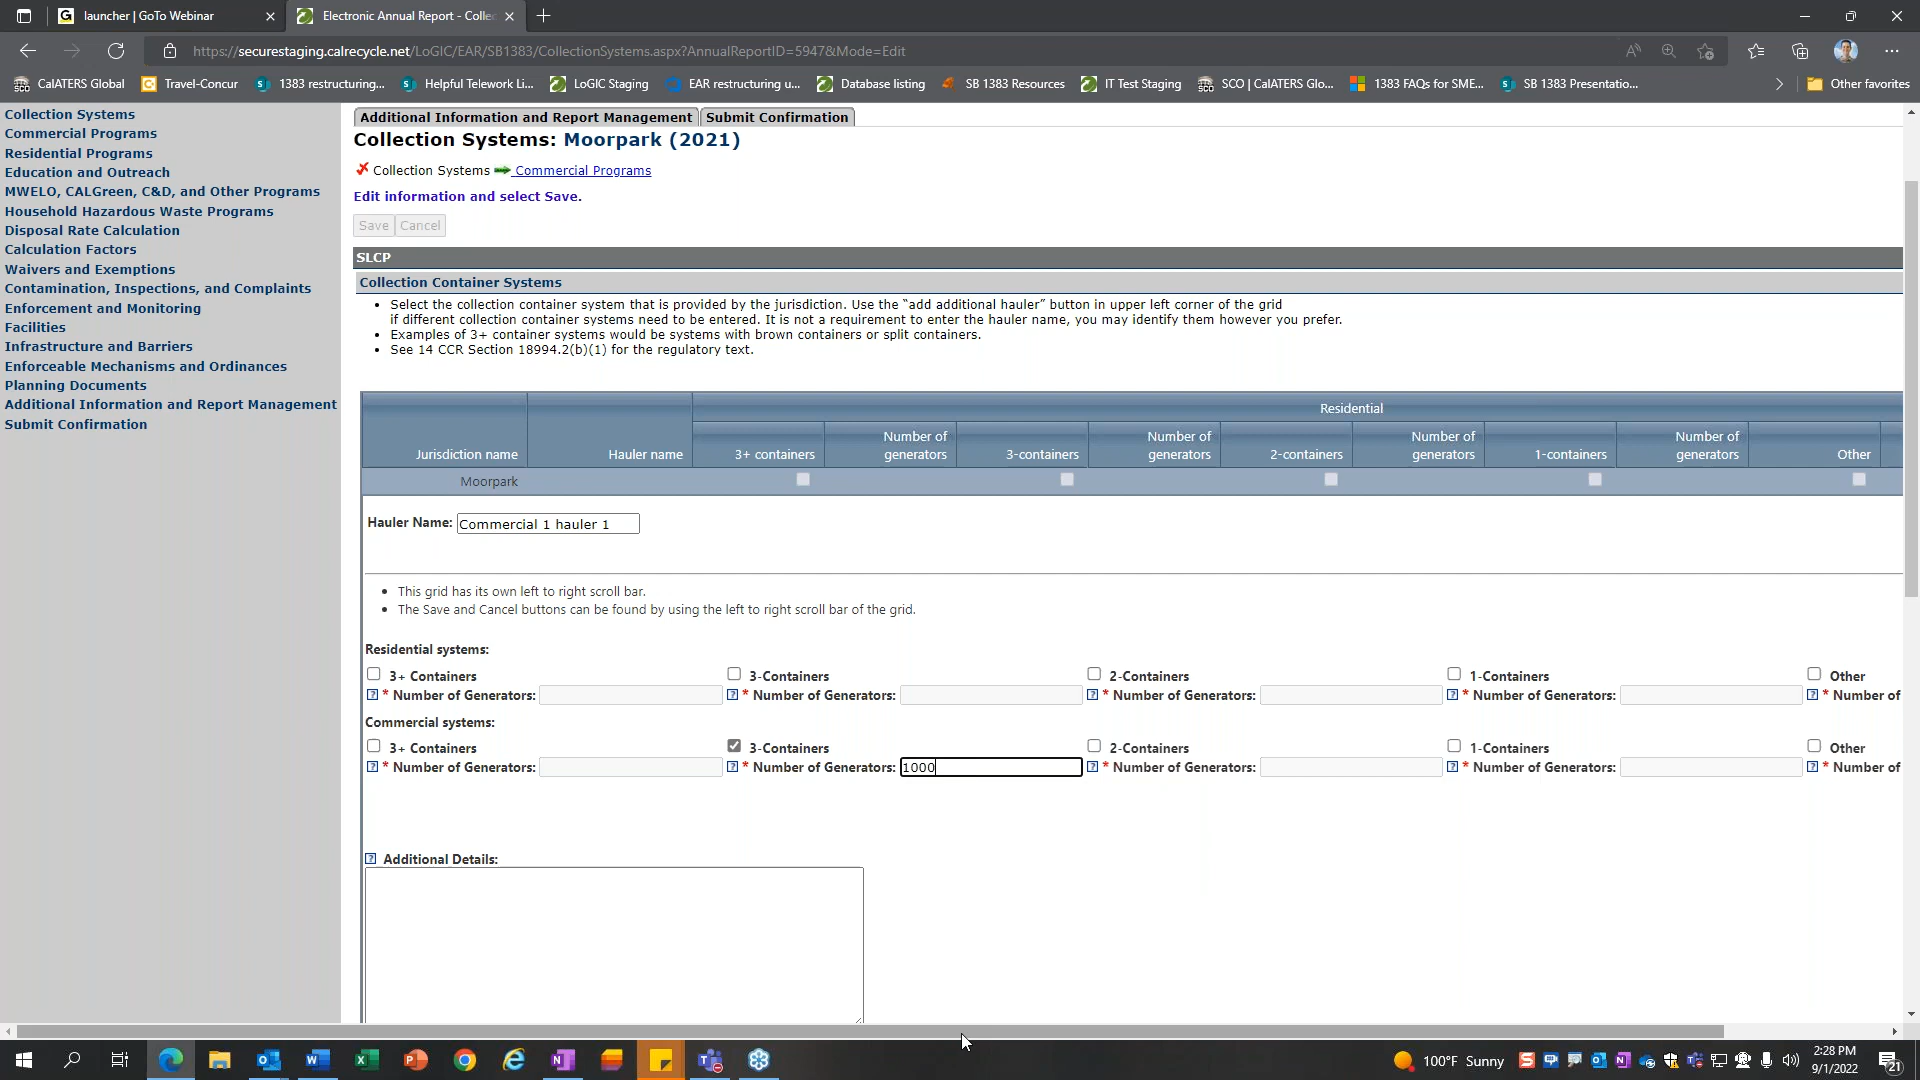 launcher | GoTo Webinar
Electronic Annual Report - Colle
https://securestaging.calrecycle.net/LoGIC/EAR/SB1383/CollectionSystems.aspx?AnnualReportID=5947&Mode=Edit
CalATERS Global
Travel-Concur
1383 restructuring...
Helpful Telework Li...
LoGIC Staging
EAR restructuring u...
Database listing
SB 1383 Resources
IT Test Staging
SCO | CalATERS Glo...
1383 FAQs for SME...
SB 1383 Presentatio...
Other favorites
Collection Systems
Commercial Programs
Residential Programs
Education and Outreach
MWELO, CALGreen, C&D, and Other Programs
Household Hazardous Waste Programs
Disposal Rate Calculation
Calculation Factors
Waivers and Exemptions
Contamination, Inspections, and Complaints
Enforcement and Monitoring
Facilities
Infrastructure and Barriers
Enforceable Mechanisms and Ordinances
Planning Documents
Additional Information and Report Management
Submit Confirmation
Additional Information and Report Management Submit Confirmation
Collection Systems: Moorpark (2021)
Collection Systems Commercial Programs
Edit information and select Save.
Save Cancel
SLCP
Collection Container Systems
• Select the collection container system that is provided by the jurisdiction. Use the “add additional hauler” button in upper left corner of the grid
if different collection container systems need to be entered. It is not a requirement to enter the hauler name, you may identify them however you prefer.
• Examples of 3+ container systems would be systems with brown containers or split containers.
• See 14 CCR Section 18994.2(b)(1) for the regulatory text.
Residential
Jurisdiction name Hauler name 3+ containers Number of generators 3-containers Number of generators 2-containers Number of generators 1-containers Number of generators Other
Moorpark
Hauler Name: Commercial 1 hauler 1
• This grid has its own left to right scroll bar.
• The Save and Cancel buttons can be found by using the left to right scroll bar of the grid.
Residential systems:
3+ Containers 3-Containers 2-Containers 1-Containers Other
? * Number of Generators: ? * Number of Generators: ? * Number of Generators: ? * Number of Generators: ? * Number of
Commercial systems:
3+ Containers 3-Containers 2-Containers 1-Containers Other
? * Number of Generators: ? * Number of Generators: 1000 ? * Number of Generators: ? * Number of Generators: ? * Number of
? Additional Details:
100°F Sunny
2:28 PM
9/1/2022
21